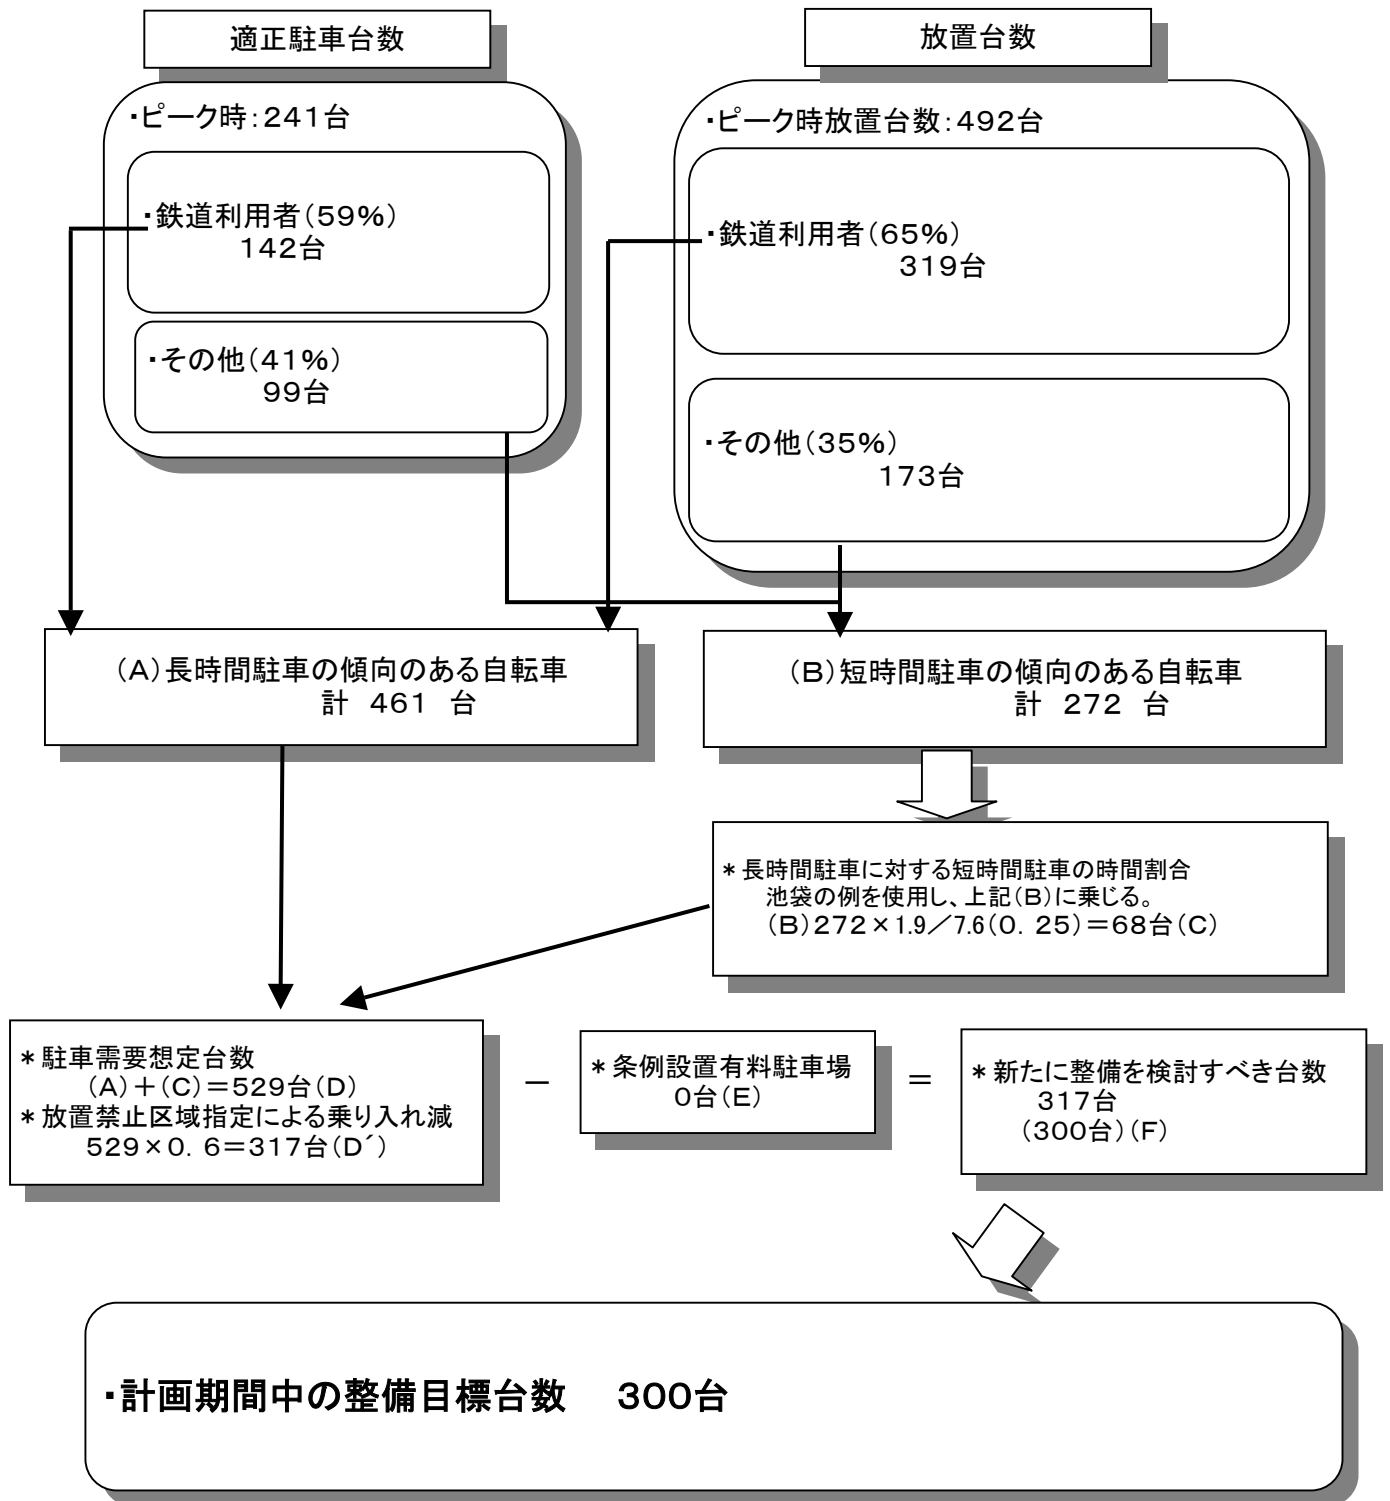 適正駐車台数
・ピーク時：241台
・鉄道利用者（59%）
142台
・その他（41%）
99台
放置台数
・ピーク時放置台数：492台
・鉄道利用者（65%）
319台
・その他（35%）
173台
（A）長時間駐車の傾向のある自転車
計　461　台
（B）短時間駐車の傾向のある自転車
計　272　台
＊長時間駐車に対する短時間駐車の時間割合
池袋の例を使用し、上記（B）に乗じる。
（B）272×1.9／7.6（0．25）＝68台（C）
＊駐車需要想定台数
（A）＋（C）＝529台（D）
＊放置禁止区域指定による乗り入れ減
529×0．6＝317台（D´）
－
＊条例設置有料駐車場
0台（E）
＝
＊新たに整備を検討すべき台数
317台
（300台）（F）
・計画期間中の整備目標台数　300台